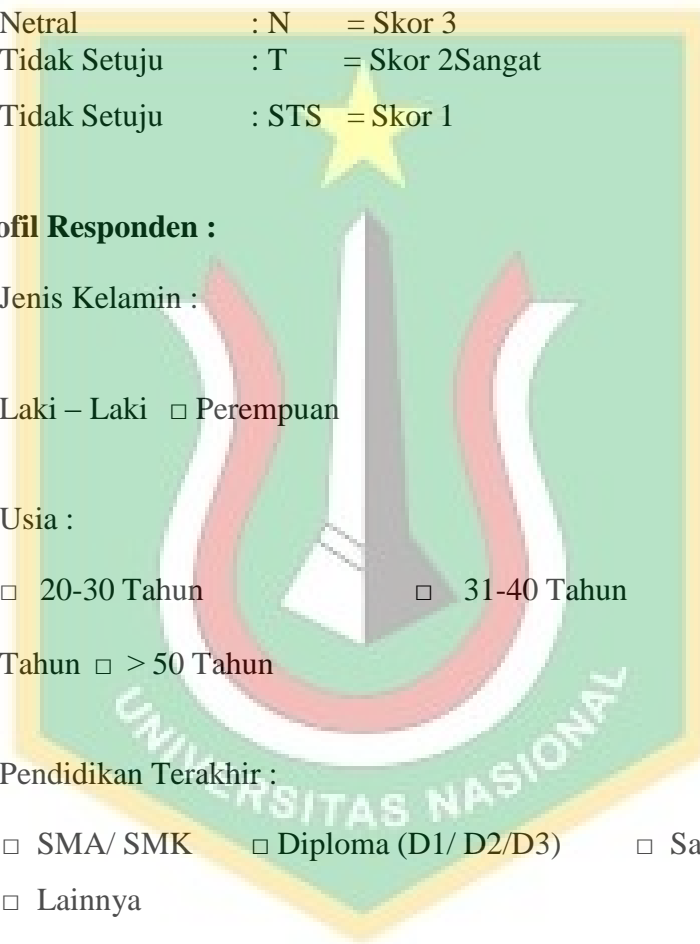 Netral : N = Skor 3
Tidak Setuju : T = Skor 2Sangat
Tidak Setuju : STS = Skor 1
ofil Responden :
Jenis Kelamin :
Laki – Laki □ Perempuan
Usia :
□ 20-30 Tahun □ 31-40 Tahun
Tahun □ > 50 Tahun
UNIVERSITAS NASIONAL
Pendidikan Terakhir :
□ SMA/ SMK □ Diploma (D1/ D2/D3) □ Sa
□ Lainnya